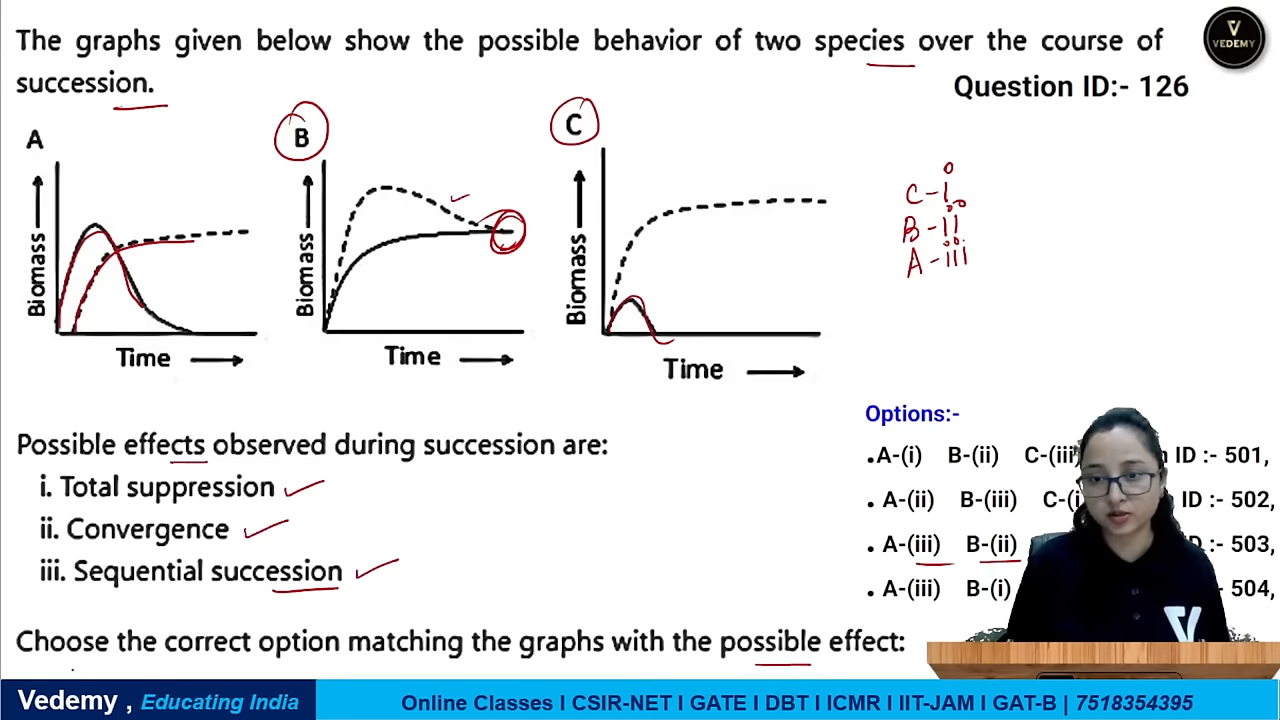 The graphs given below show the possible behavior of two species over the course of
succession.
VEDEMY
Question ID:- 126
A
Biomass
Time
B
Biomass
Time
C
Biomass
Time
C - i
B - ii
A - iii
Possible effects observed during succession are:
i. Total suppression
ii. Convergence
iii. Sequential succession
Choose the correct option matching the graphs with the possible effect:
Options:-
.A-(i) B-(ii) C-(iii) ID :- 501,
. A-(ii) B-(iii) ID :- 502,
. A-(iii) B-(ii) :- 503,
. A-(iii) B-(i) - 504,
Vedemy , Educating India
Online Classes I CSIR-NET I GATE I DBT I ICMR I IIT-JAM I GAT-B | 7518354395